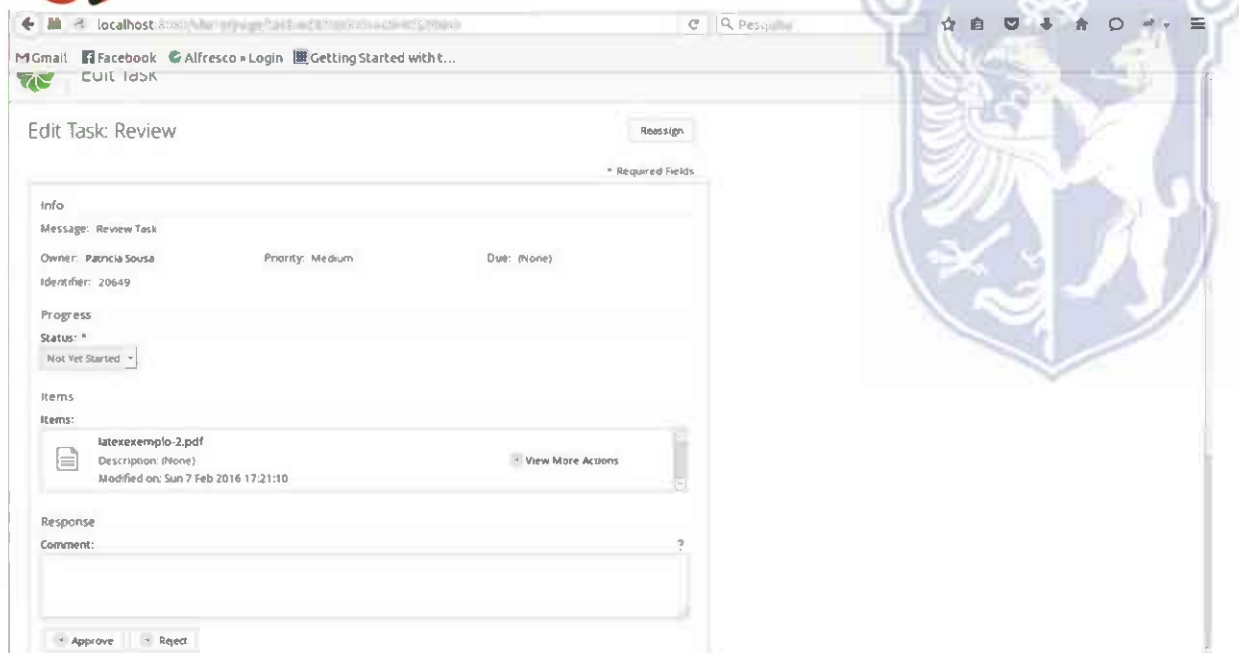 localhost
Pesquisa
Gmail Facebook Alfresco » Login Getting Started with t...
Edit Task
Edit Task: Review
Reassign
* Required Fields
Info
Message: Review Task
Owner: Patricia Sousa Priority: Medium Due: (None)
Identifier: 20649
Progress
Status: *
Not Yet Started
Items
Items:
latexexemplo-2.pdf
Description: (None)
View More Actions
Modified on: Sun 7 Feb 2016 17:21:10
Response
Comment: ?
Approve Reject